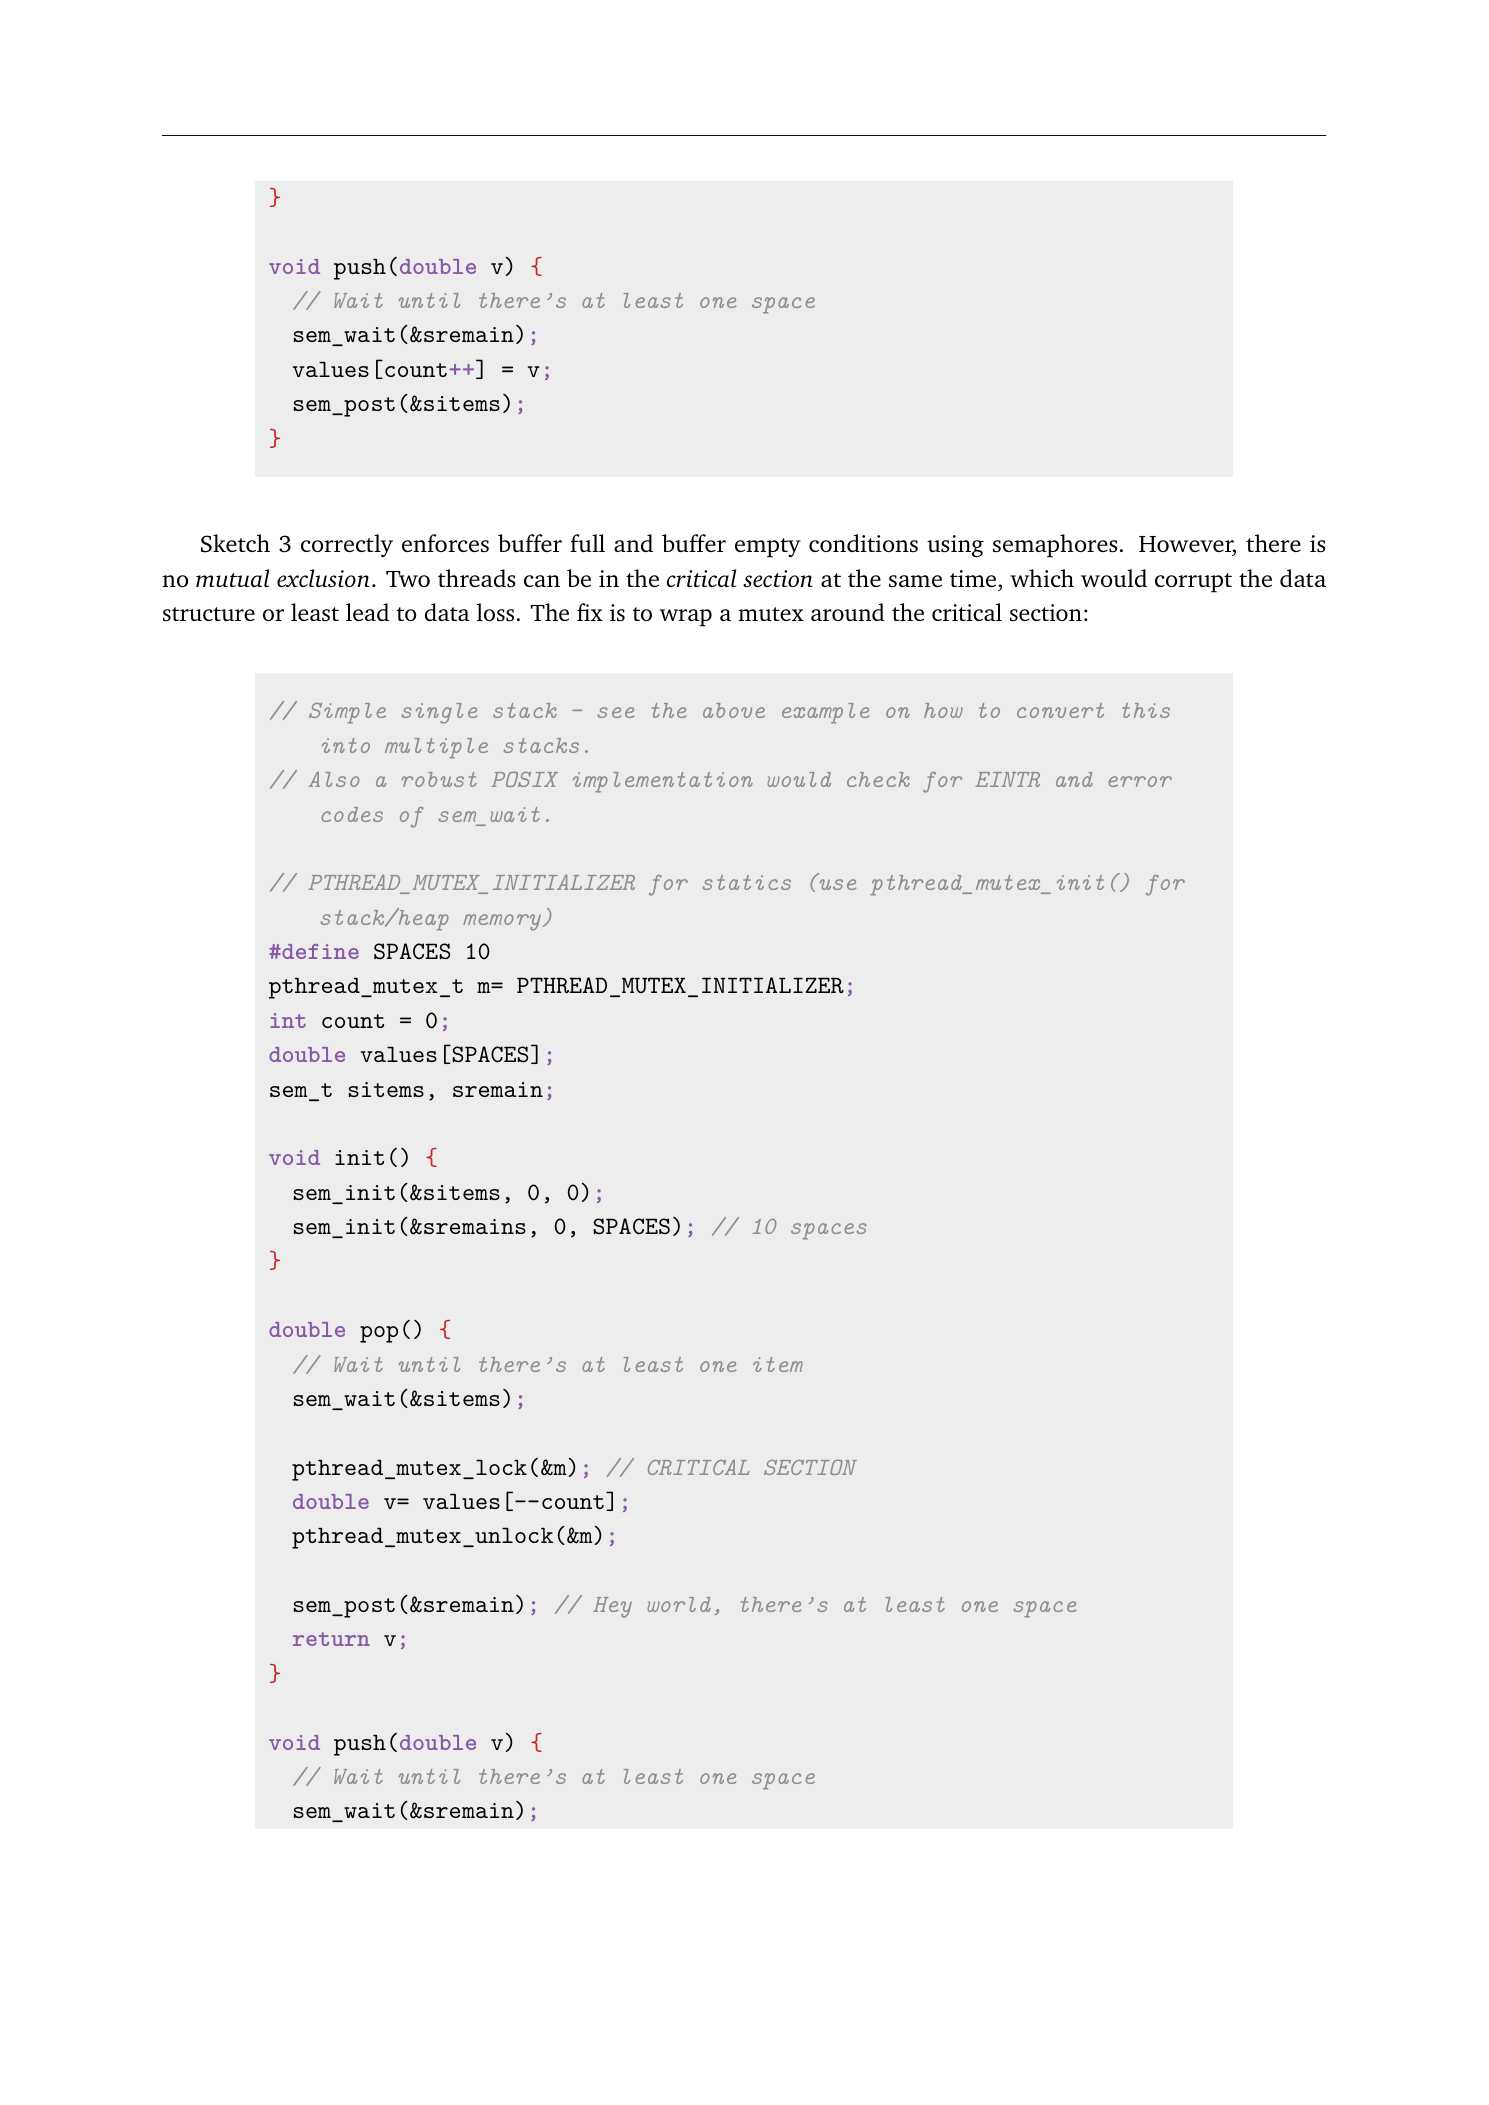 }
void push(double v) {
// Wait until there's at least one space
sem_wait(&sremain);
values[count++] = v;
sem_post(&sitems);
}
Sketch 3 correctly enforces buffer full and buffer empty conditions using semaphores. However, there is
no mutual exclusion. Two threads can be in the critical section at the same time, which would corrupt the data
structure or least lead to data loss. The fix is to wrap a mutex around the critical section:
// Simple single stack - see the above example on how to convert this
into multiple stacks.
// Also a robust POSIX implementation would check for EINTR and error
codes of sem_wait.
// PTHREAD_MUTEX_INITIALIZER for statics (use pthread_mutex_init() for
stack/heap memory)
#define SPACES 10
pthread_mutex_t m= PTHREAD_MUTEX_INITIALIZER;
int count = 0;
double values[SPACES];
sem_t sitems, sremain;
void init() {
sem_init(&sitems, 0, 0);
sem_init(&sremains, 0, SPACES); // 10 spaces
}
double pop() {
// Wait until there's at least one item
sem_wait(&sitems);
pthread_mutex_lock(&m); // CRITICAL SECTION
double v= values[--count];
pthread_mutex_unlock(&m);
sem_post(&sremain); // Hey world, there's at least one space
return v;
}
void push(double v) {
// Wait until there's at least one space
sem_wait(&sremain);